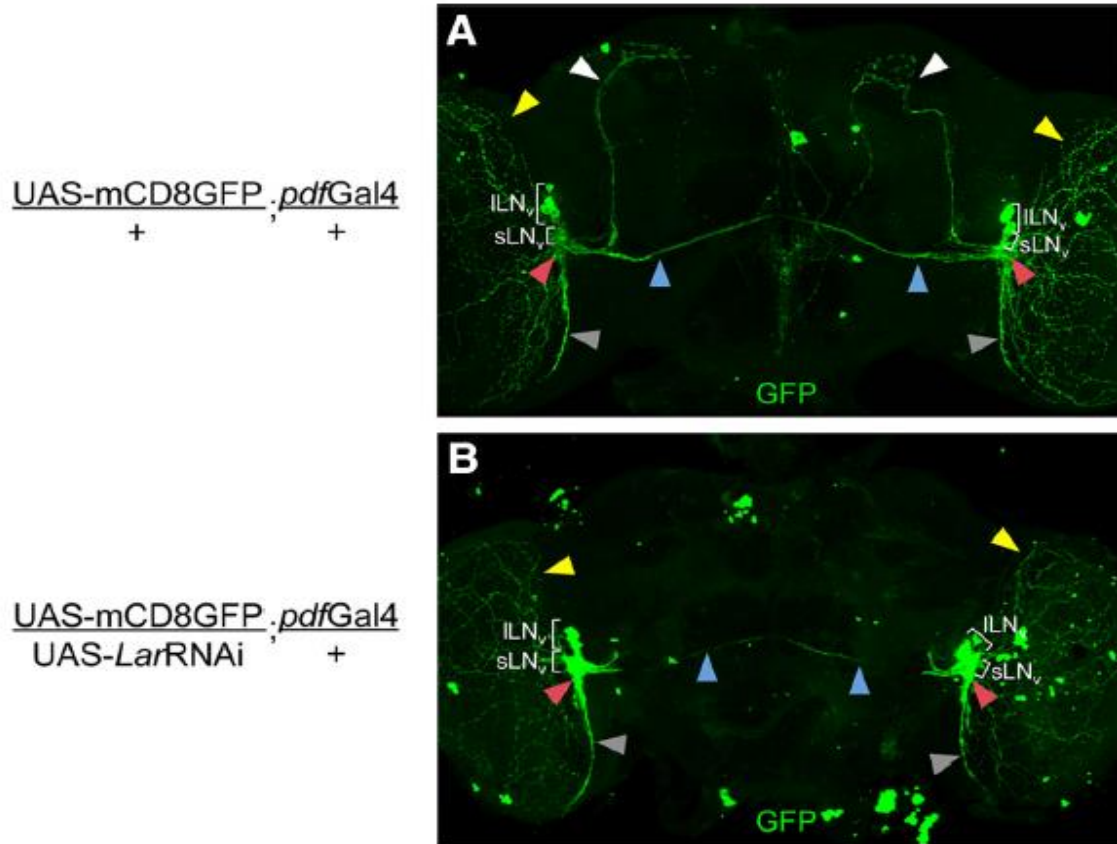 A
UAS-mCD8GFP ; pdfGal4
+ +
lLNv
sLNv
lLNv
sLNv
GFP
B
UAS-mCD8GFP ; pdfGal4
UAS-LarRNAi +
lLNv
sLNv
lLNv
sLNv
GFP